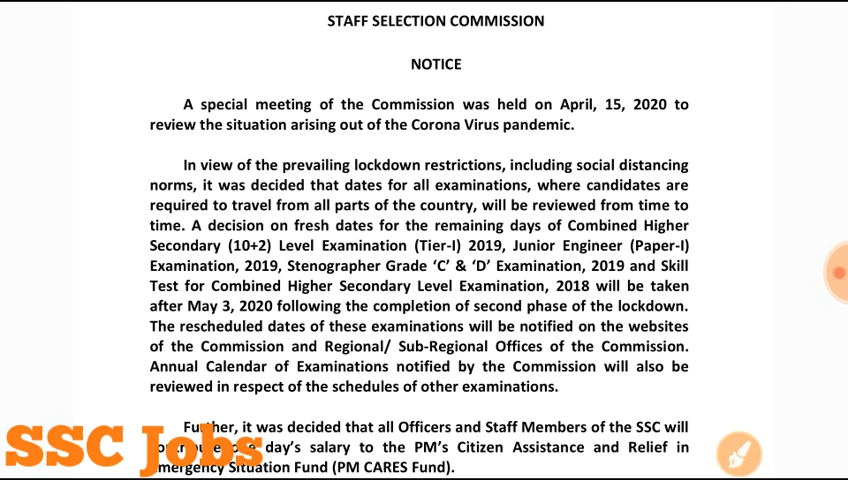 STAFF SELECTION COMMISSION
NOTICE
A special meeting of the Commission was held on April, 15, 2020 to
review the situation arising out of the Corona Virus pandemic.
In view of the prevailing lockdown restrictions, including social distancing
norms, it was decided that dates for all examinations, where candidates are
required to travel from all parts of the country, will be reviewed from time to
time. A decision on fresh dates for the remaining days of Combined Higher
Secondary (10+2) Level Examination (Tier-I) 2019, Junior Engineer (Paper-I)
Examination, 2019, Stenographer Grade ‘C’ & ‘D’ Examination, 2019 and Skill
Test for Combined Higher Secondary Level Examination, 2018 will be taken
after May 3, 2020 following the completion of second phase of the lockdown.
The rescheduled dates of these examinations will be notified on the websites
of the Commission and Regional/ Sub-Regional Offices of the Commission.
Annual Calendar of Examinations notified by the Commission will also be
reviewed in respect of the schedules of other examinations.
Further, it was decided that all Officers and Staff Members of the SSC will
day’s salary to the PM’s Citizen Assistance and Relief in
Situation Fund (PM CARES Fund).
SSC Jobs